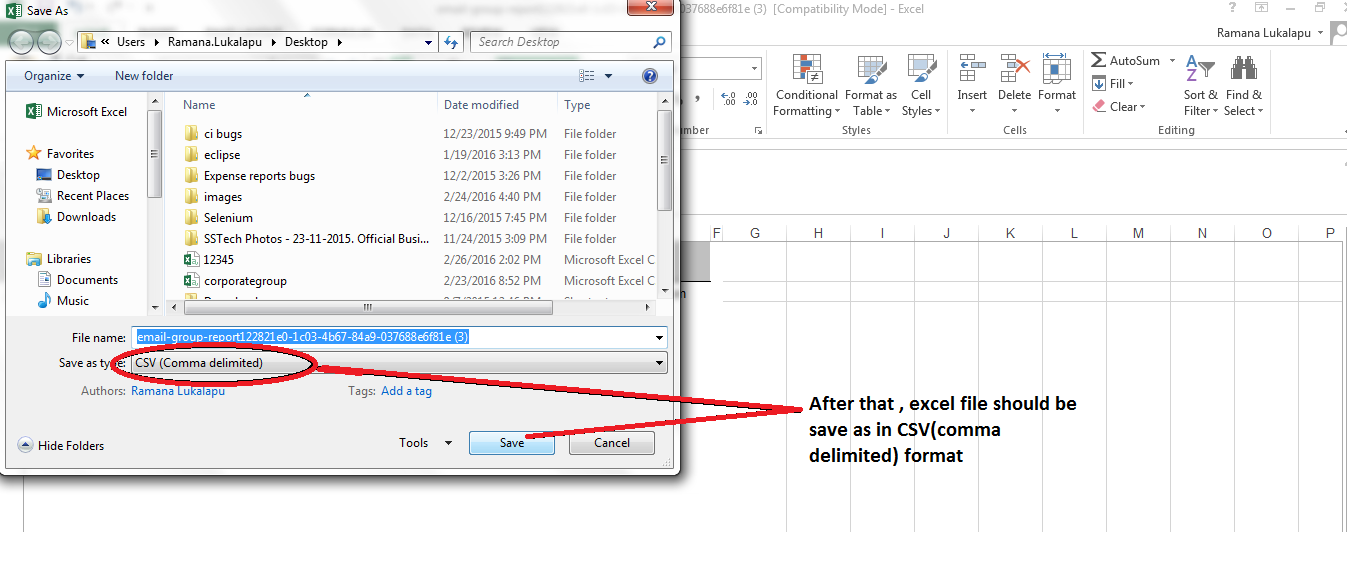 Save As
037688e6f81e (3) [Compatibility Mode] - Excel
Ramana Lukalapu
« Users Ramana.Lukalapu Desktop
Search Desktop
Organize New folder
Name Date modified Type
Microsoft Excel
Favorites
Desktop
Recent Places
Downloads
Libraries
Documents
Music
ci bugs 12/23/2015 9:49 PM File folder
eclipse 1/19/2016 3:13 PM File folder
Expense reports bugs 12/2/2015 3:26 PM File folder
images 2/24/2016 4:40 PM File folder
Selenium 12/16/2015 7:45 PM File folder
SSTech Photos - 23-11-2015. Official Busi... 11/24/2015 3:09 PM File folder
12345 2/26/2016 2:02 PM Microsoft Excel C
corporategroup 2/23/2016 8:52 PM Microsoft Excel C
File name: email-group-report122821e0-1c03-4b67-84a9-037688e6f81e (3)
Save as type: CSV (Comma delimited)
Authors: Ramana Lukalapu Tags: Add a tag
Hide Folders Tools Save Cancel
Conditional Formatting
Format as Table
Cell Styles
Insert Delete Format
AutoSum
Fill
Clear
Sort & Filter
Find & Select
umber Styles Cells Editing
F G H I J K L M N O P
After that , excel file should be
save as in CSV(comma
delimited) format